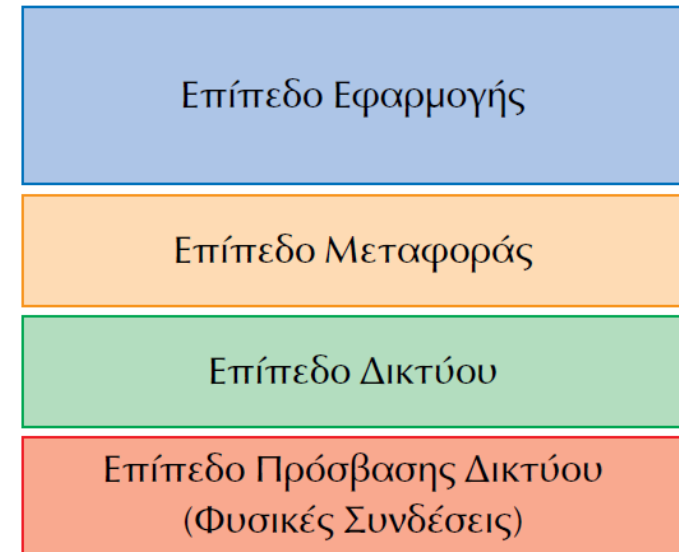 Επίπεδο Εφαρμογής
Επίπεδο Μεταφοράς
Επίπεδο Δικτύου
Επίπεδο Πρόσβασης Δικτύου
(Φυσικές Συνδέσεις)